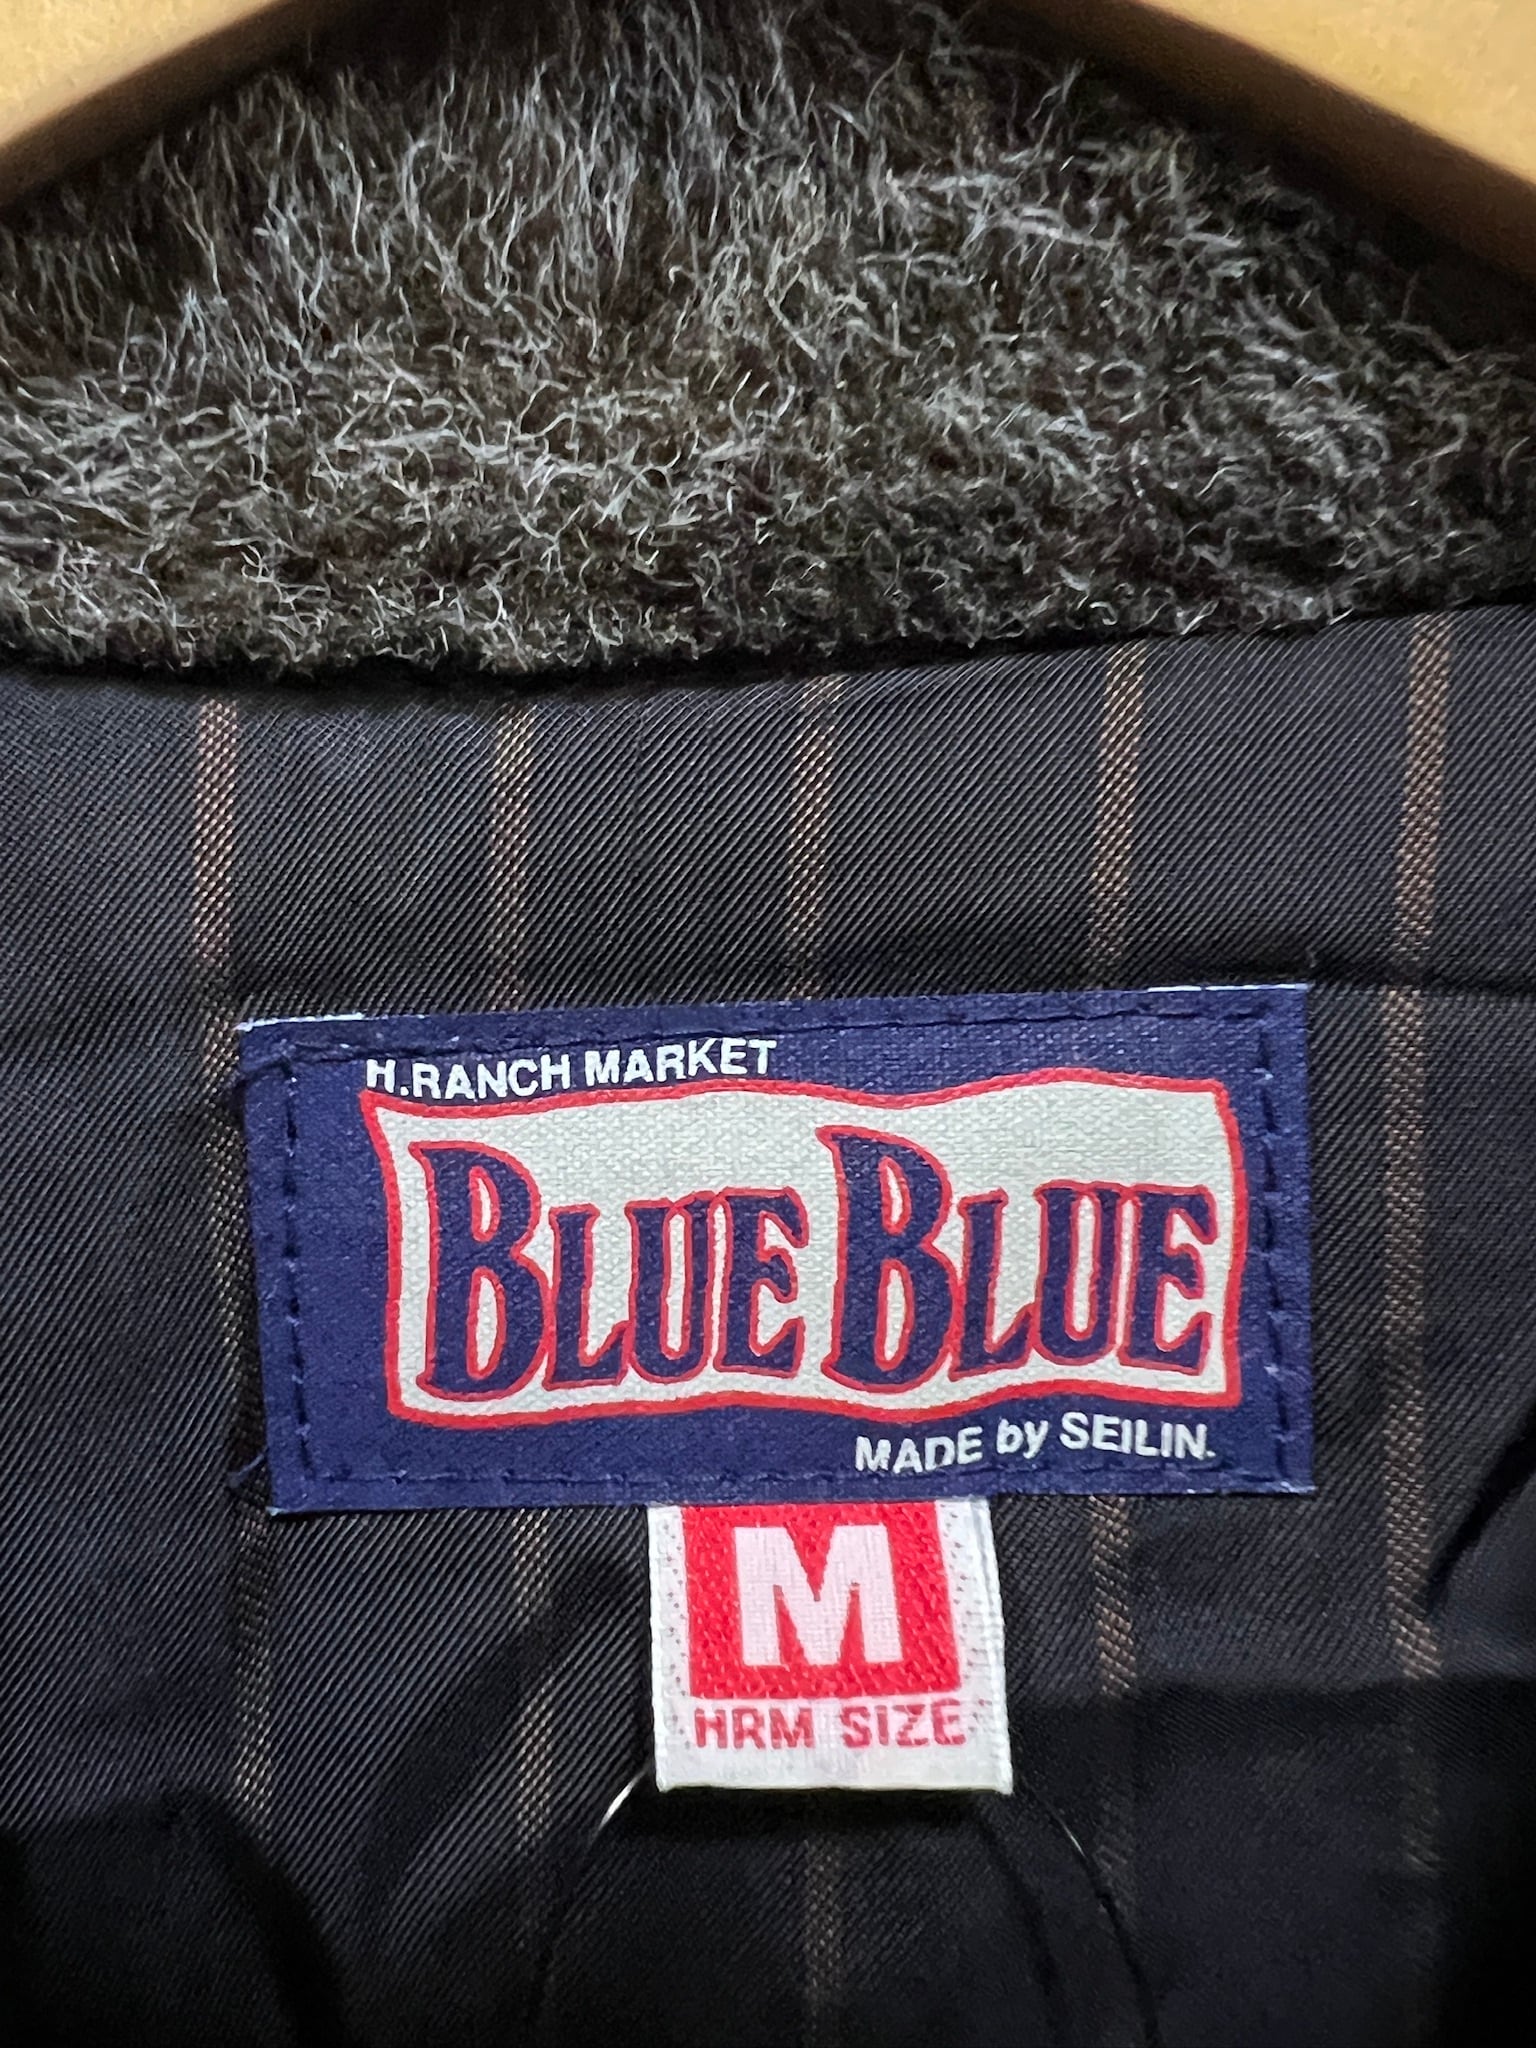 H.RANCH MARKET
BLUE BLUE
MADE by SEILIN.
M
HRM SIZE